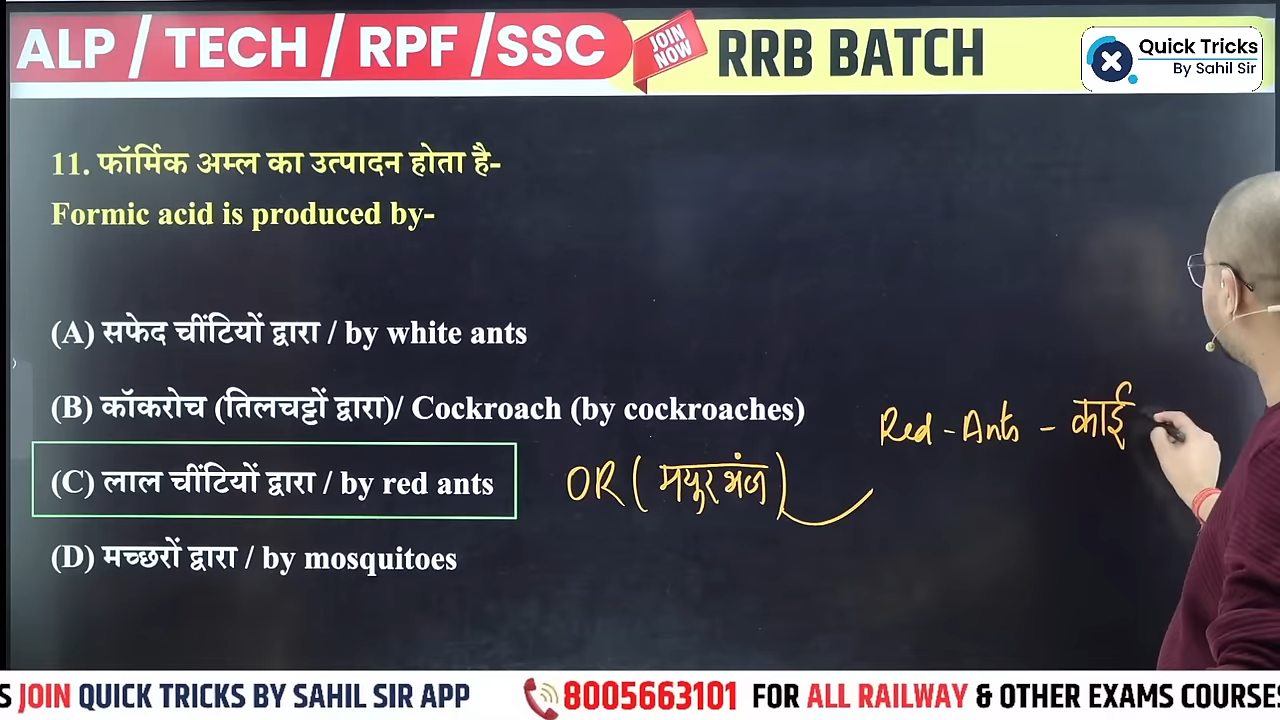 ALP / TECH / RPF / SSC
JOIN NOW
RRB BATCH
Quick Tricks
By Sahil Sir
11. फॉर्मिक अम्ल का उत्पादन होता है-
Formic acid is produced by-
(A) सफेद चींटियों द्वारा / by white ants
(B) कॉकरोच (तिलचट्टों द्वारा)/ Cockroach (by cockroaches)
Red - Ants - काई
(C) लाल चींटियों द्वारा / by red ants
OR (मयूरभंज)
(D) मच्छरों द्वारा / by mosquitoes
S JOIN QUICK TRICKS BY SAHIL SIR APP 8005663101 FOR ALL RAILWAY & OTHER EXAMS COURSES